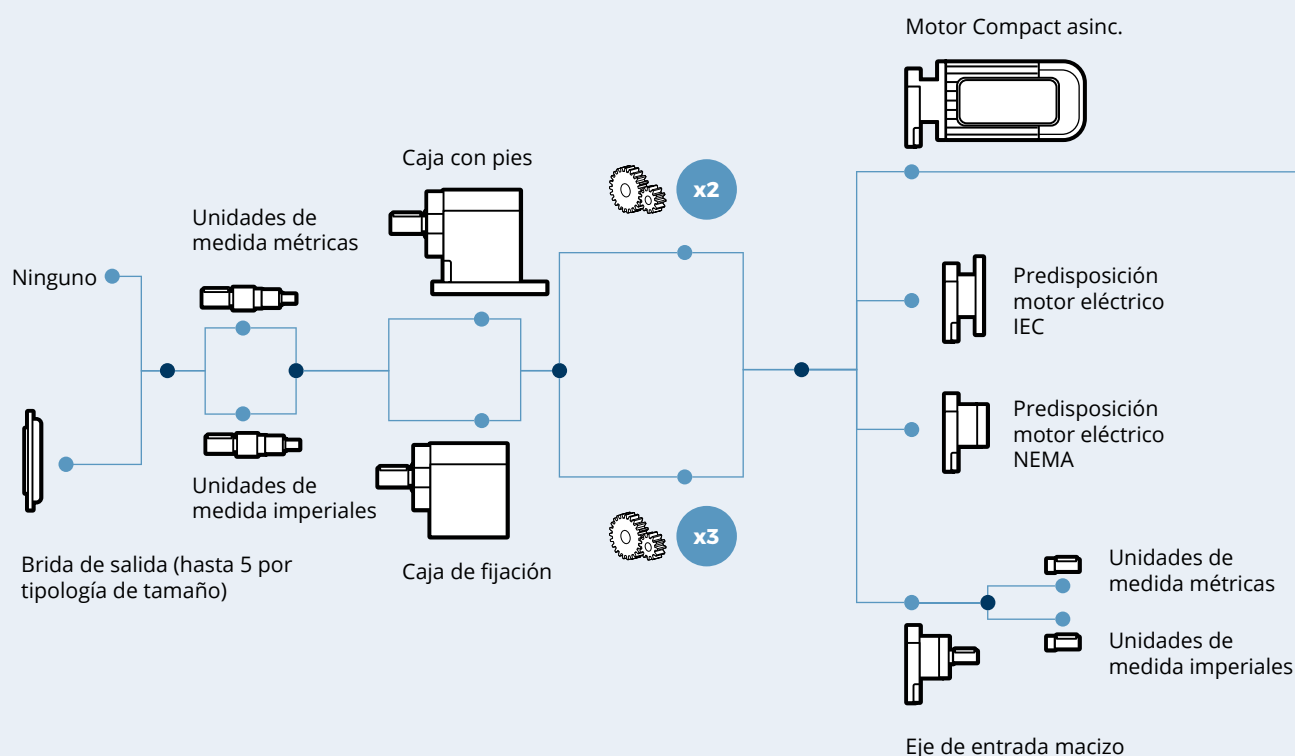 Motor Compact asinc.
Caja con pies
x2
Unidades de
medida métricas
Ninguno
Predisposición
motor eléctrico
IEC
Predisposición
motor eléctrico
NEMA
Unidades de
medida imperiales
x3
Brida de salida (hasta 5 por
tipología de tamaño)
Caja de fijación
Unidades de
medida métricas
Unidades de
medida imperiales
Eje de entrada macizo